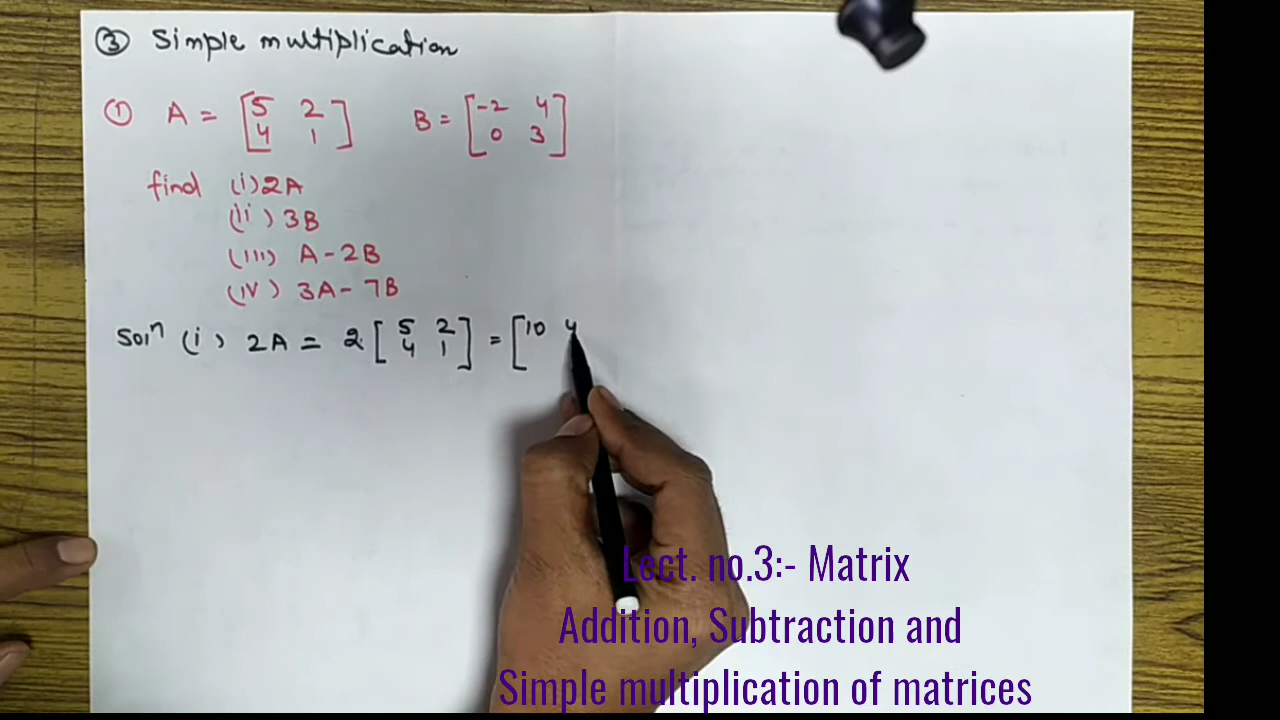 ③ Simple multiplication
① A = [5 2 B = [-2 4
4 1] 0 3]
find (i) 2A
(ii) 3B
(iii) A - 2B
(iv) 3A - 7B
Solⁿ (i) 2A = 2 [5 2 = [10 4
4 1]
Lect. no.3:- Matrix
Addition, Subtraction and
Simple multiplication of matrices